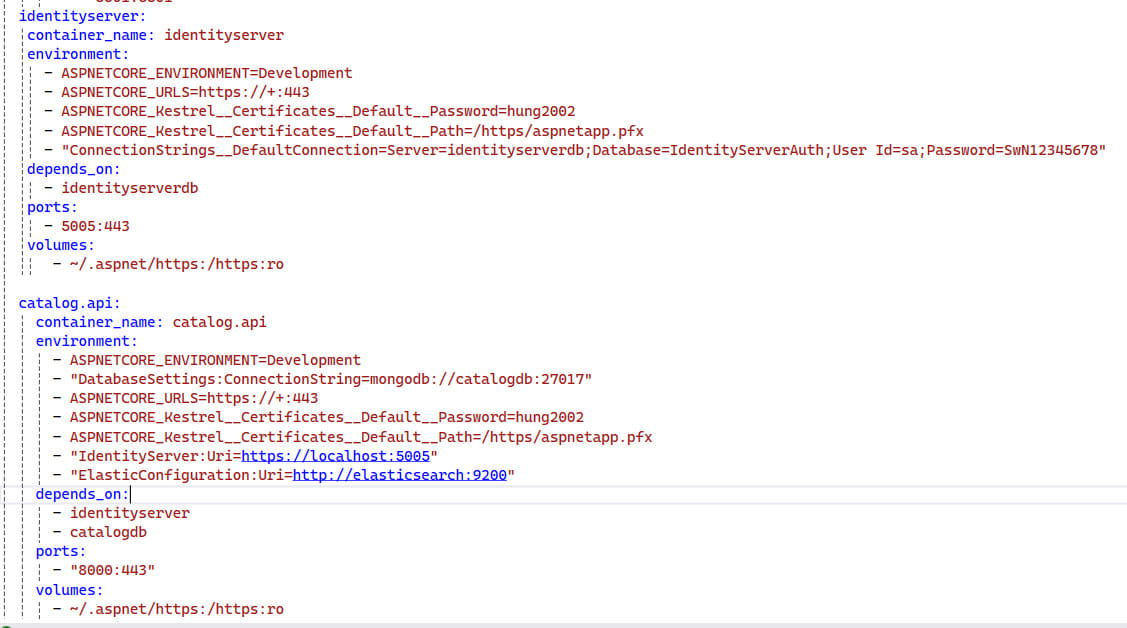 identityserver:
container_name: identityserver
environment:
- ASPNETCORE_ENVIRONMENT=Development
- ASPNETCORE_URLS=https://+:443
- ASPNETCORE_Kestrel__Certificates__Default__Password=hung2002
- ASPNETCORE_Kestrel__Certificates__Default__Path=/https/aspnetapp.pfx
- "ConnectionStrings__DefaultConnection=Server=identityserverdb;Database=IdentityServerAuth;User Id=sa;Password=SwN12345678"
depends_on:
- identityserverdb
ports:
- 5005:443
volumes:
- ~/.aspnet/https:/https:ro
catalog.api:
container_name: catalog.api
environment:
- ASPNETCORE_ENVIRONMENT=Development
- "DatabaseSettings:ConnectionString=mongodb://catalogdb:27017"
- ASPNETCORE_URLS=https://+:443
- ASPNETCORE_Kestrel__Certificates__Default__Password=hung2002
- ASPNETCORE_Kestrel__Certificates__Default__Path=/https/aspnetapp.pfx
- "IdentityServer:Uri=https://localhost:5005"
- "ElasticConfiguration:Uri=http://elasticsearch:9200"
depends_on:
- identityserver
- catalogdb
ports:
- "8000:443"
volumes:
- ~/.aspnet/https:/https:ro